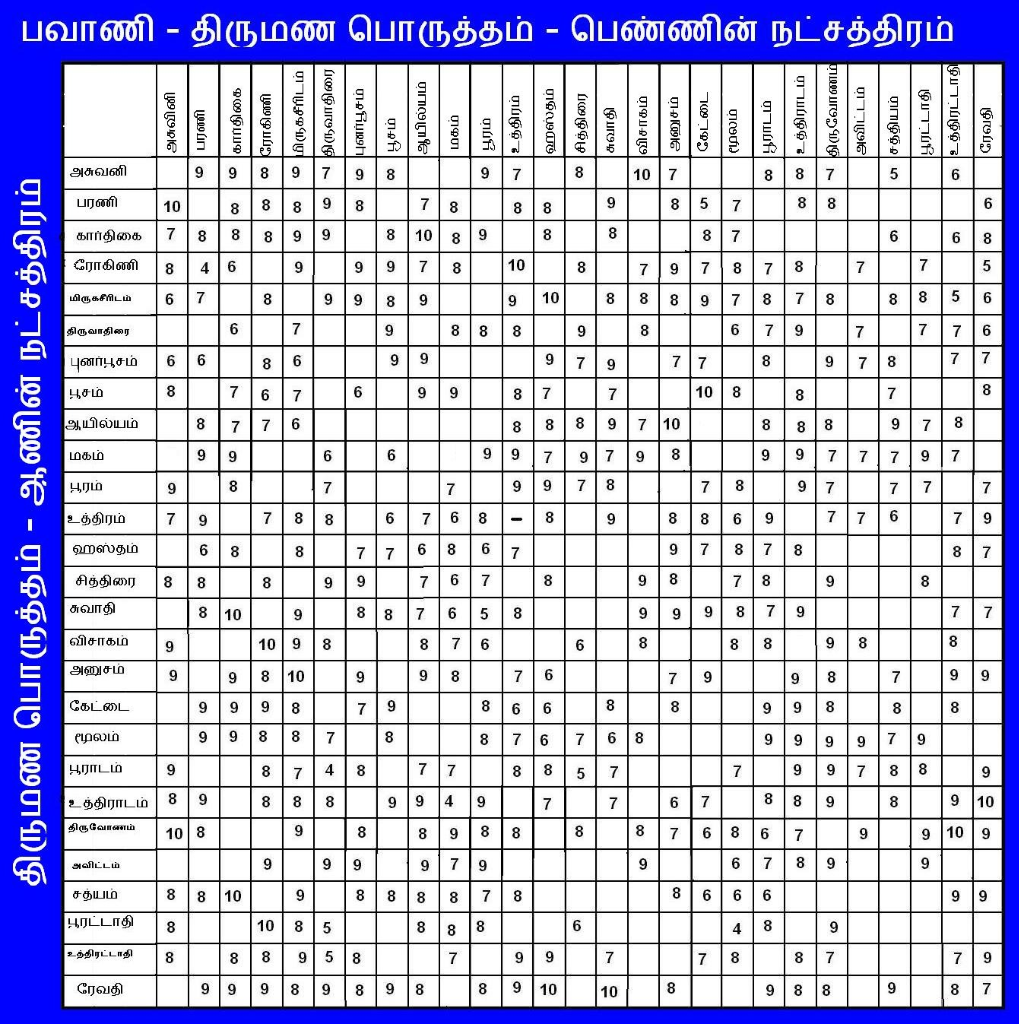 பவாணி - திருமண பொருத்தம் - பெண்ணின் நட்சத்திரம்
திருமண பொருத்தம் - ஆணின் நட்சத்திரம்
அசுவினி பரணி கார்திகை ரோகிணி மிருகசீரிடம் திருவாதிரை புனர்பூசம் பூசம் ஆயில்யம் மகம் பூரம் உத்திரம் ஹஸ்தம் சித்திரை சுவாதி விசாகம் அனுசம் கேட்டை மூலம் பூராடம் உத்திராடம் திருவோணம் அவிட்டம் சத்தியம் பூரட்டாதி உத்திரட்டாதி ரேவதி
அசுவனி 9 9 8 9 7 9 8 9 7 8 10 7 8 8 7 5 6
பரணி 10 8 8 8 9 8 7 8 8 8 9 8 5 7 8 8 6
கார்திகை 7 8 8 8 9 9 8 10 8 9 8 8 8 7 6 6 8
ரோகிணி 8 4 6 9 9 9 7 8 10 8 7 9 7 8 7 8 7 7 5
மிருகசீரிடம் 6 7 8 9 9 8 9 9 10 8 8 8 9 7 8 7 8 8 8 5 6
திருவாதிரை 6 7 9 8 8 8 9 8 6 7 9 7 7 7 6
புனர்பூசம் 6 6 8 6 9 9 9 7 9 7 7 8 9 7 8 7 7
பூசம் 8 7 6 7 6 9 9 8 7 7 10 8 8 7 8
ஆயில்யம் 8 7 7 6 8 8 8 9 7 10 8 8 8 9 7 8
மகம் 9 9 6 6 9 9 7 9 7 9 8 9 9 7 7 7 9 7
பூரம் 9 8 7 7 9 9 7 8 7 8 9 7 7 7 7
உத்திரம் 7 9 7 8 8 6 7 6 8 – 8 9 8 8 6 9 7 7 6 7 9
ஹஸ்தம் 6 8 8 7 7 6 8 6 7 9 7 8 7 8 8 7
சித்திரை 8 8 8 9 9 7 6 7 8 9 8 7 8 9 8
சுவாதி 8 10 9 8 8 7 6 5 8 9 9 9 8 7 9 7 7
விசாகம் 9 10 9 8 8 7 6 6 8 8 8 9 8 8
அனுசம் 9 9 8 10 9 9 8 7 6 7 9 9 8 7 9 9
கேட்டை 9 9 9 8 7 9 8 6 6 8 8 9 9 8 8 8
மூலம் 9 9 8 8 7 8 8 7 6 7 6 8 9 9 9 9 7 9
பூராடம் 9 8 7 4 8 7 7 8 8 5 7 7 9 9 7 8 8 9
உத்திராடம் 8 9 8 8 8 9 9 4 9 7 7 6 7 8 8 9 8 9 10
திருவோணம் 10 8 9 8 8 9 8 8 8 8 8 7 6 8 6 7 9 9 10 9
அவிட்டம் 9 9 9 9 7 9 9 6 7 8 9 9
சத்யம் 8 8 10 9 8 8 8 8 7 8 8 6 6 6 9 9
பூரட்டாதி 8 10 8 5 8 8 8 6 4 8 9
உத்திரட்டாதி 8 8 8 9 5 8 7 9 9 7 7 8 8 7 7 9
ரேவதி 9 9 9 8 9 8 9 8 8 9 10 10 8 9 8 8 9 8 7